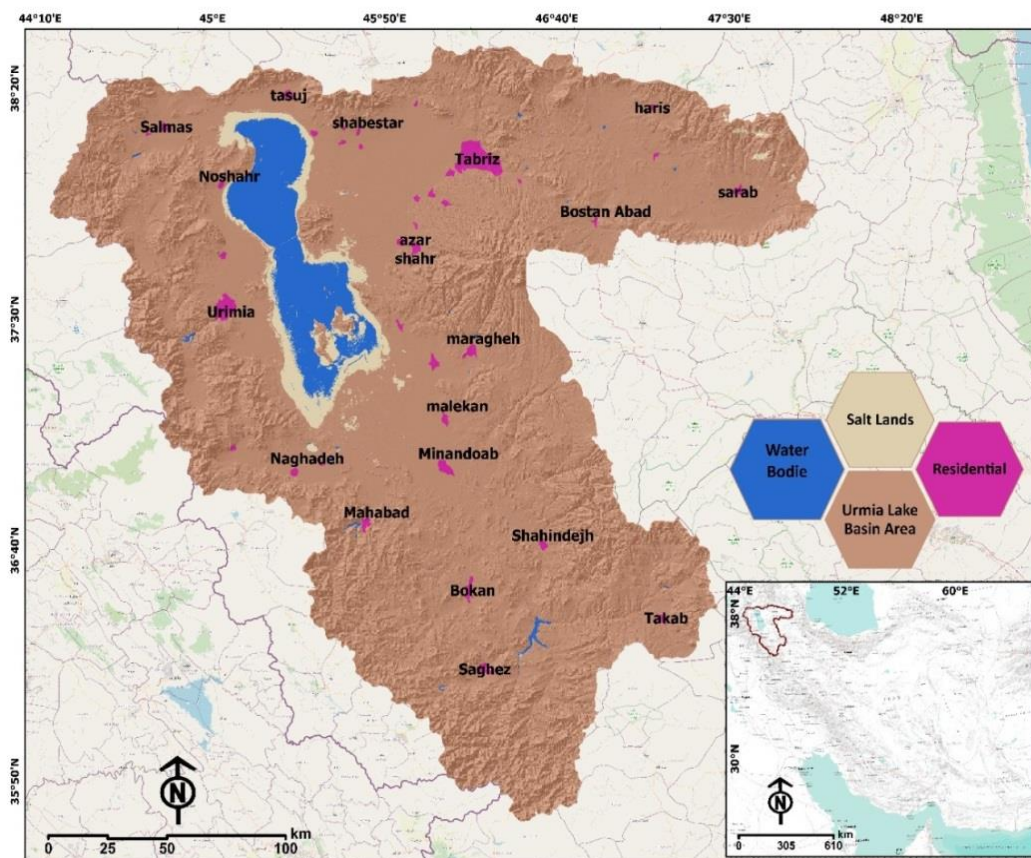 44°10'E 45°E 45°50'E 46°40'E 47°30'E 48°20'E
38°20'N
37°30'N
36°40'N
35°50'N
tasuj
haris
Salmas
shabestar
Tabriz
Noshahr
sarab
Bostan Abad
azar
shahr
Urimia
maragheh
malekan
Minandoab
Naghadeh
Mahabad
Shahindejh
Bokan
Takab
Saghez
Salt Lands
Water
Bodie
Residential
Urmia Lake
Basin Area
44°E 52°E 60°E
38°N
30°N
N
km
0 25 50 100
N
km
0 305 610